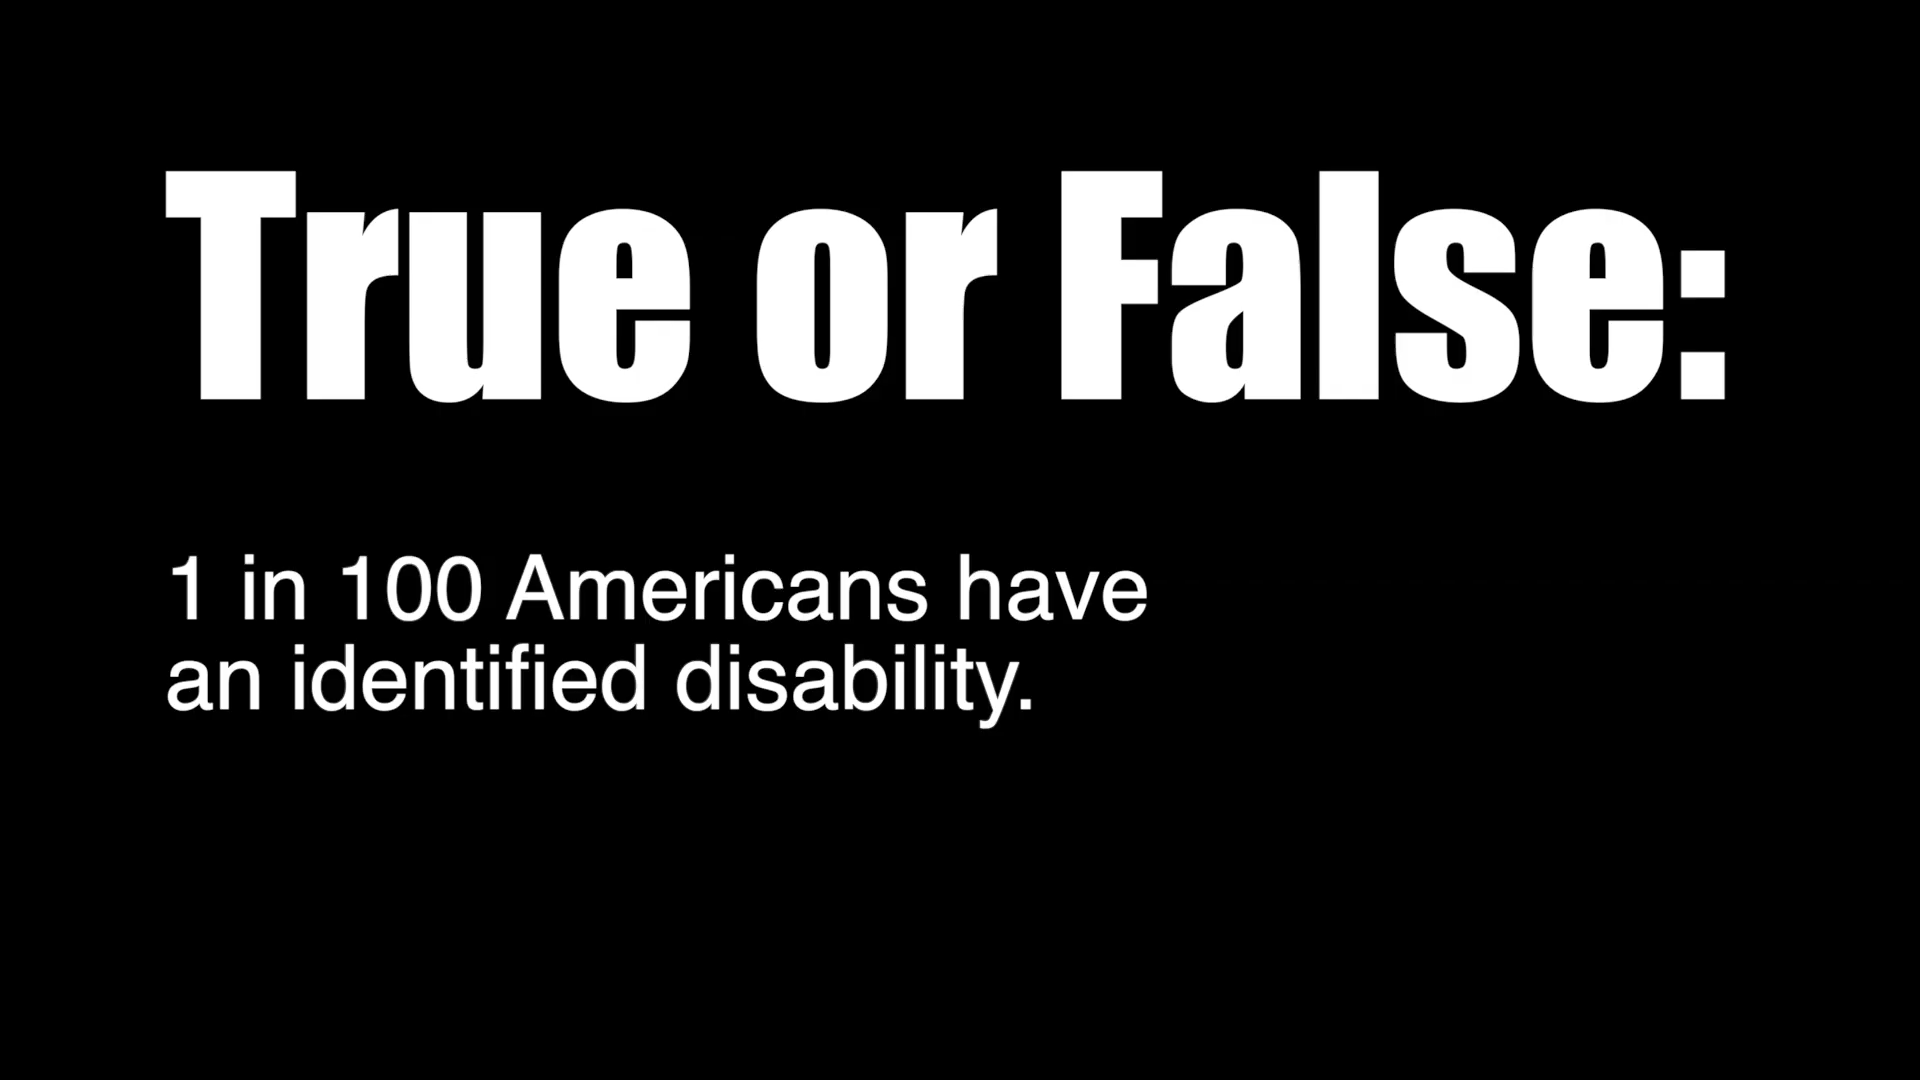 True or False:
1 in 100 Americans have
an identified disability.